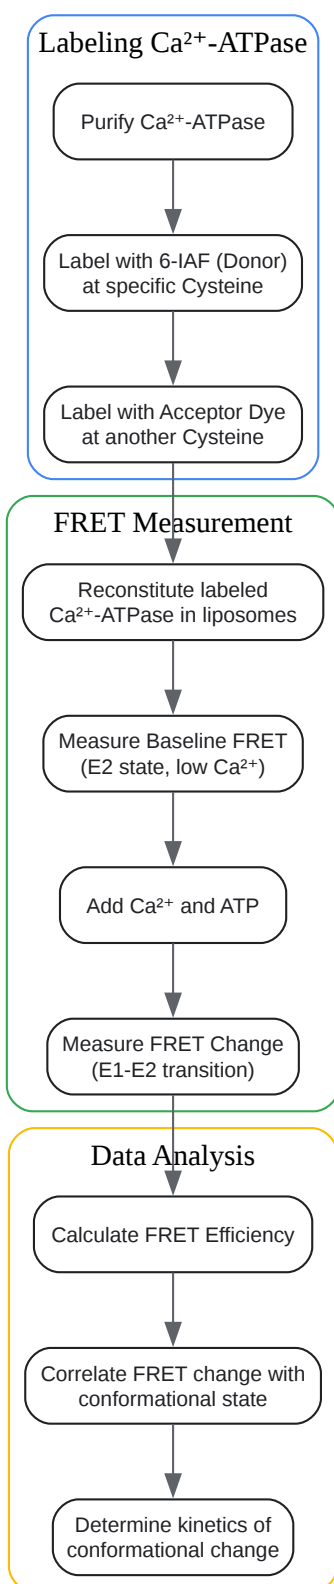 Labeling Ca²⁺-ATPase
Purify Ca²⁺-ATPase
Label with 6-IAF (Donor)
at specific Cysteine
Label with Acceptor Dye
at another Cysteine
FRET Measurement
Reconstitute labeled
Ca²⁺-ATPase in liposomes
Measure Baseline FRET
(E2 state, low Ca²⁺)
Add Ca²⁺ and ATP
Measure FRET Change
(E1-E2 transition)
Data Analysis
Calculate FRET Efficiency
Correlate FRET change with
conformational state
Determine kinetics of
conformational change